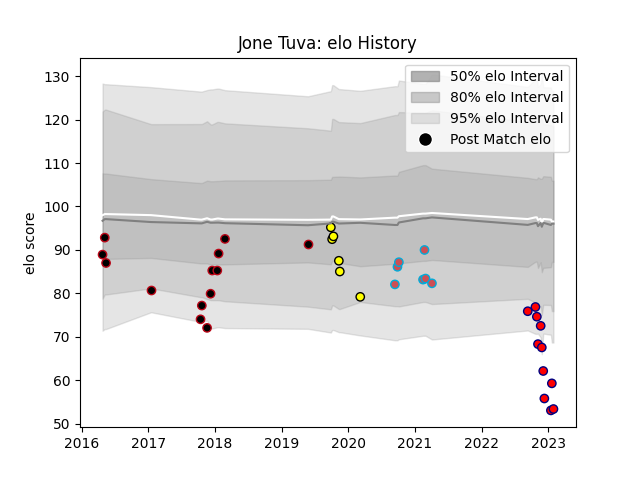 Jone Tuva: elo History
50% elo Interval
80% elo Interval
95% elo Interval
Post Match elo
elo score
130
120
110
100
90
80
70
60
50
2016 2017 2018 2019 2020 2021 2022 2023